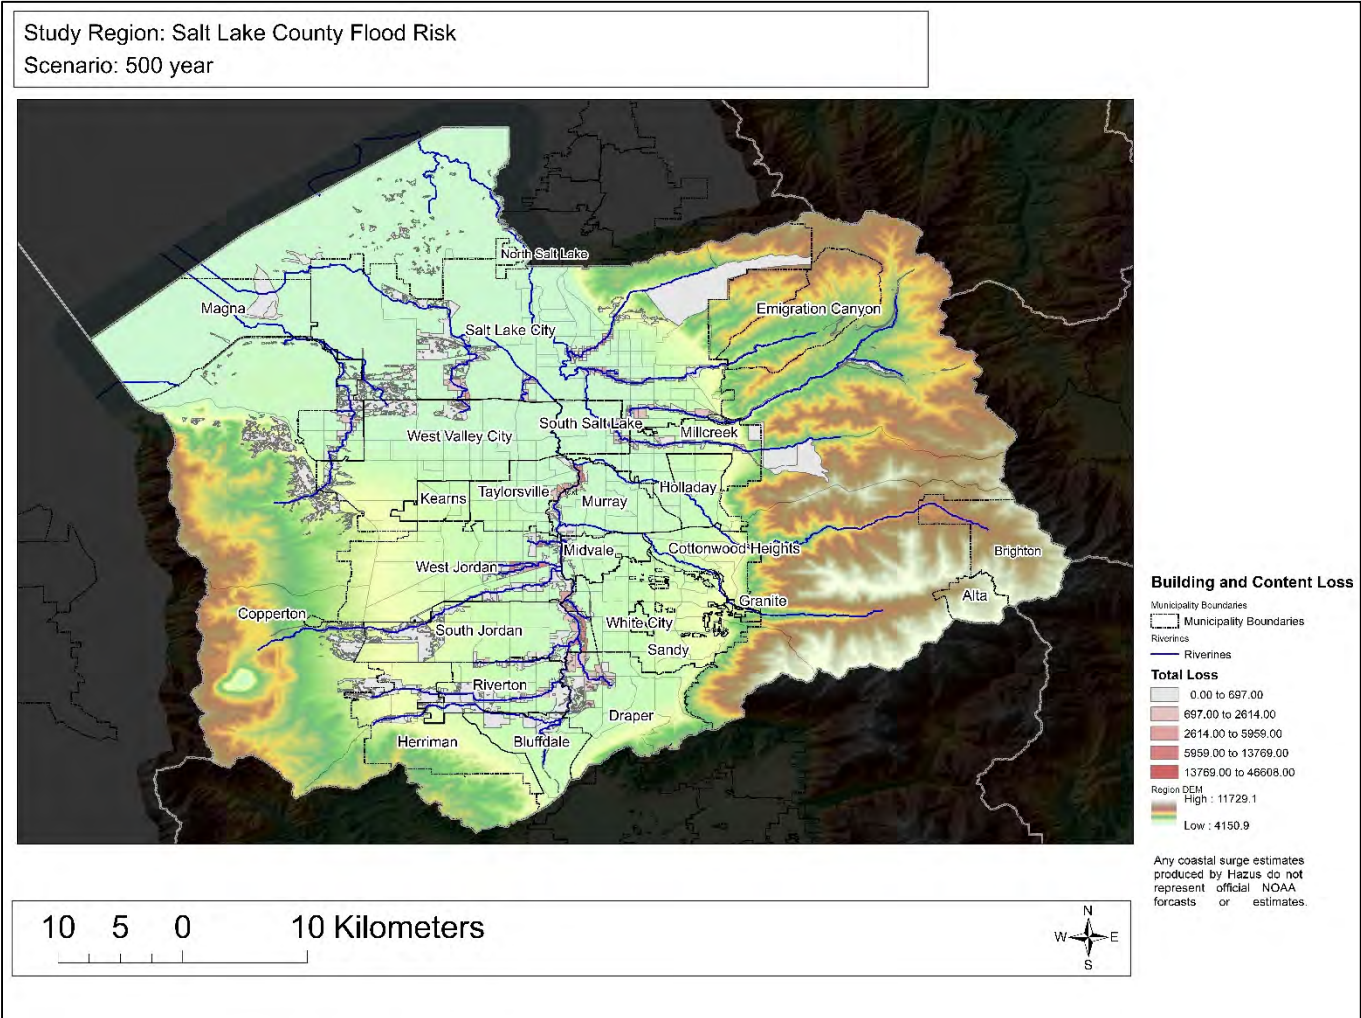 Study Region: Salt Lake County Flood Risk
Scenario: 500 year
North Salt Lake
Magna
Emigration Canyon
Salt Lake City
South Salt Lake
Millcreek
West Valley City
Holladay
Kearns
Taylorsville
Murray
Midvale
Cottonwood Heights
Brighton
West Jordan
Alta
Granite
Copperton
White City
South Jordan
Sandy
Riverton
Draper
Herriman
Bluffdale
Building and Content Loss
Municipality Boundaries
Municipality Boundaries
Riverines
Riverines
Total Loss
0.00 to 697.00
697.00 to 2614.00
2614.00 to 5959.00
5959.00 to 13769.00
13769.00 to 46608.00
Region DEM
High : 11729.1
Low : 4150.9
Any coastal surge estimates
produced by Hazus do not
represent official NOAA
forcasts or estimates.
10 5 0 10 Kilometers
N
W E
S